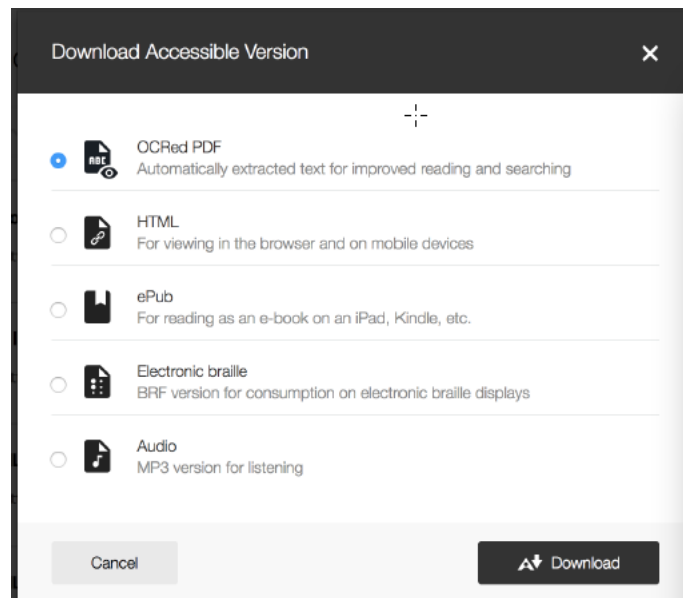 Download Accessible Version
OCRed PDF
Automatically extracted text for improved reading and searching
HTML
For viewing in the browser and on mobile devices
ePub
For reading as an e-book on an iPad, Kindle, etc.
Electronic braille
BRF version for consumption on electronic braille displays
Audio
MP3 version for listening
Cancel
Download